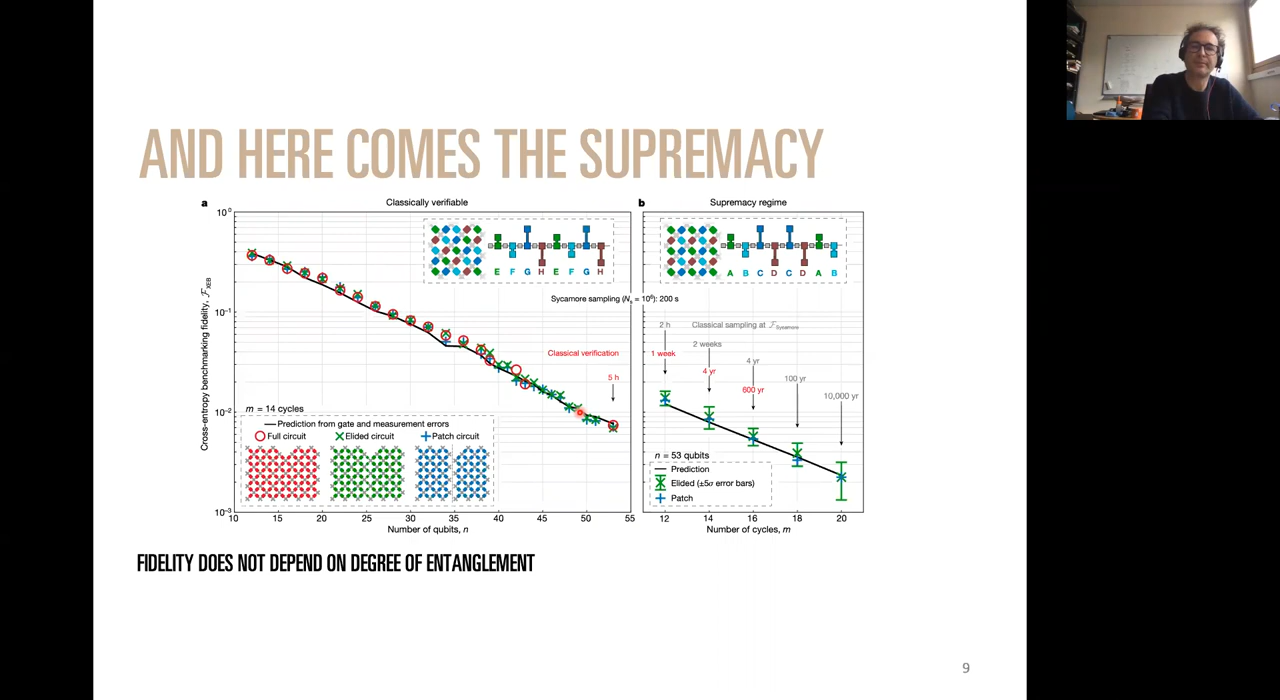 AND HERE COMES THE SUPREMACY
a
Classically verifiable
b
Supremacy regime
E F G H E F G H
A B C D C D A B
Sycamore sampling (Ns = 10⁶): 200 s
Classical sampling at ℱSycamore
2 h
1 week
2 weeks
4 yr
4 yr
600 yr
100 yr
10,000 yr
Classical verification
5 h
Cross-entropy benchmarking fidelity, ℱXEB
10⁰
10⁻¹
10⁻²
10⁻³
m = 14 cycles
Prediction from gate and measurement errors
Full circuit Elided circuit Patch circuit
n = 53 qubits
Prediction
Elided (±5σ error bars)
Patch
10 15 20 25 30 35 40 45 50 55
Number of qubits, n
12 14 16 18 20
Number of cycles, m
FIDELITY DOES NOT DEPEND ON DEGREE OF ENTANGLEMENT
9